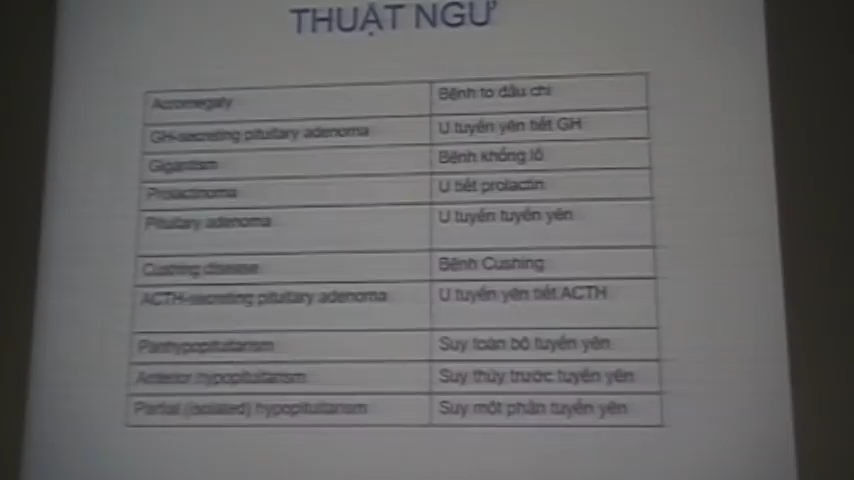 THUẬT NGỮ
Acromegaly Bệnh to đầu chi
GH-secreting pituitary adenoma U tuyến yên tiết GH
Gigantism Bệnh khổng lồ
Prolactinoma U tiết prolactin
Pituitary adenoma U tuyến tuyến yên
Cushing disease Bệnh Cushing
ACTH-secreting pituitary adenoma U tuyến yên tiết ACTH
Panhypopituitarism Suy toàn bộ tuyến yên
Anterior hypopituitarism Suy thùy trước tuyến yên
Partial (isolated) hypopituitarism Suy một phần tuyến yên